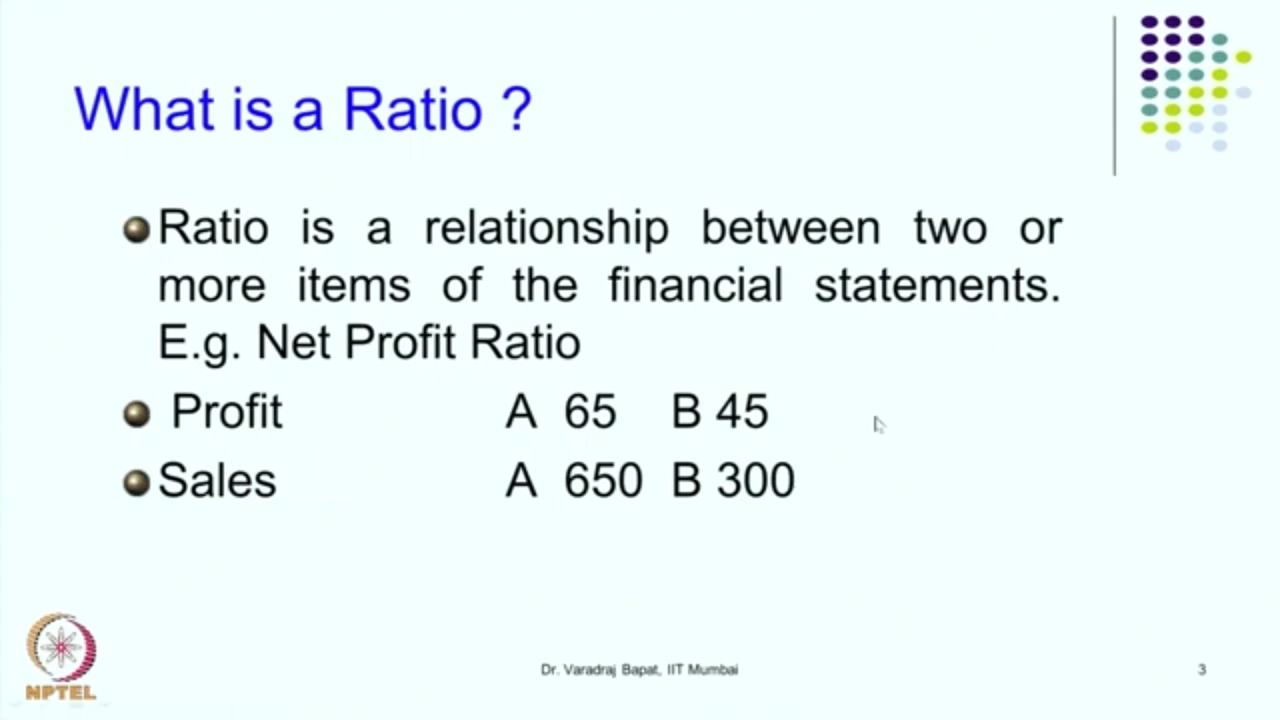 What is a Ratio ?
Ratio is a relationship between two or
more items of the financial statements.
E.g. Net Profit Ratio
Profit A 65 B 45
Sales A 650 B 300
NPTEL
Dr. Varadraj Bapat, IIT Mumbai
3